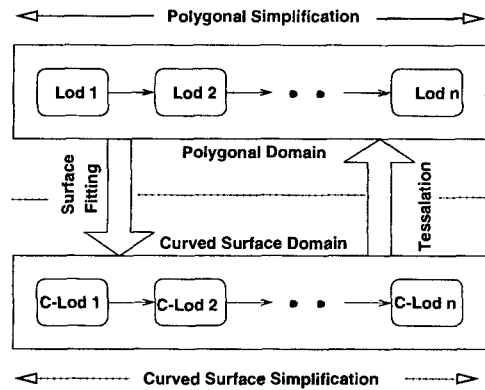 Polygonal Simplification
Lod 1
Lod 2
Lod n
Polygonal Domain
Surface
Fitting
Tessalation
Curved Surface Domain
C-Lod 1
C-Lod 2
C-Lod n
Curved Surface Simplification